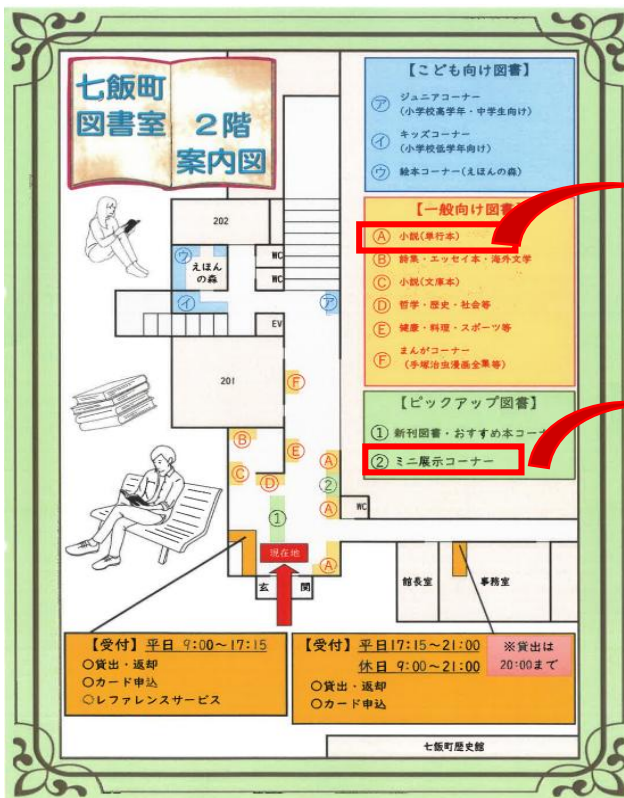 七飯町
図書室　2階
案内図
【こども向け図書】
㋐ ジュニアコーナー
(小学校高学年・中学生向け)
㋑ キッズコーナー
(小学校低学年向け)
㋒ 絵本コーナー(えほんの森)
【一般向け図書
Ⓐ 小説(単行本)
Ⓑ 詩集・エッセイ本・海外文学
Ⓒ 小説(文庫本)
Ⓓ 哲学・歴史・社会等
Ⓔ 健康・料理・スポーツ等
Ⓕ まんがコーナー
(手塚治虫漫画全集等)
【ピックアップ図書】
① 新刊図書・おすすめ本コーナ
② ミニ展示コーナー
202
㋒
えほん
の森
WC
WC
㋑
㋐
EV
201
Ⓕ
Ⓑ
Ⓔ
Ⓐ
Ⓒ
Ⓓ
②
①
Ⓐ
WC
現在地
Ⓐ
玄　関
館長室
事務室
【受付】平日 9:00～17:15
○貸出・返却
○カード申込
○レファレンスサービス
【受付】平日17:15～21:00
休日 9:00～21:00
○貸出・返却
○カード申込
※貸出は
20:00まで
七飯町歴史館